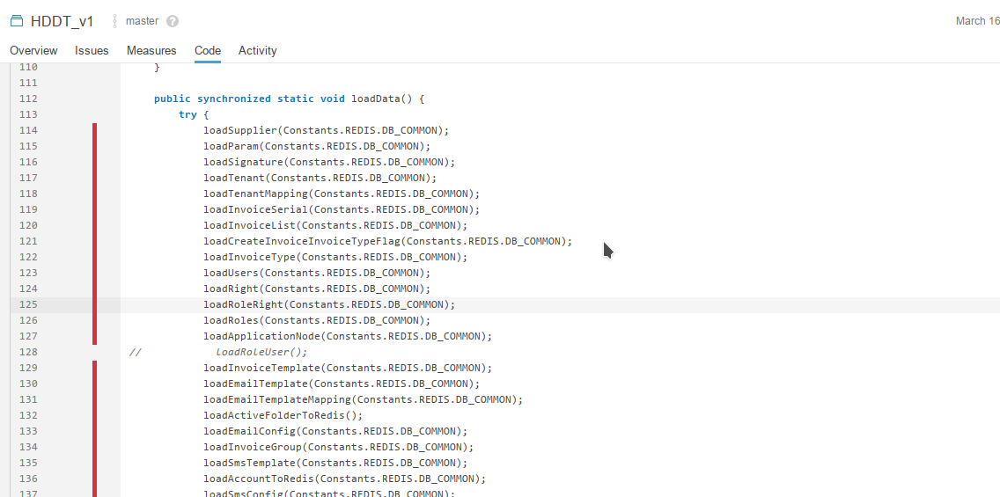 HDDT_v1 master ? March 16
Overview Issues Measures Code Activity
110 }
111
112 public synchronized static void loadData() {
113 try {
114 loadSupplier(Constants.REDIS.DB_COMMON);
115 loadParam(Constants.REDIS.DB_COMMON);
116 loadSignature(Constants.REDIS.DB_COMMON);
117 loadTenant(Constants.REDIS.DB_COMMON);
118 loadTenantMapping(Constants.REDIS.DB_COMMON);
119 loadInvoiceSerial(Constants.REDIS.DB_COMMON);
120 loadInvoiceList(Constants.REDIS.DB_COMMON);
121 loadCreateInvoiceInvoiceTypeFlag(Constants.REDIS.DB_COMMON);
122 loadInvoiceType(Constants.REDIS.DB_COMMON);
123 loadUsers(Constants.REDIS.DB_COMMON);
124 loadRight(Constants.REDIS.DB_COMMON);
125 loadRoleRight(Constants.REDIS.DB_COMMON);
126 loadRoles(Constants.REDIS.DB_COMMON);
127 loadApplicationNode(Constants.REDIS.DB_COMMON);
128 // loadRoleUser();
129 loadInvoiceTemplate(Constants.REDIS.DB_COMMON);
130 loadEmailTemplate(Constants.REDIS.DB_COMMON);
131 loadEmailTemplateMapping(Constants.REDIS.DB_COMMON);
132 loadActiveFolderToRedis();
133 loadEmailConfig(Constants.REDIS.DB_COMMON);
134 loadInvoiceGroup(Constants.REDIS.DB_COMMON);
135 loadSmsTemplate(Constants.REDIS.DB_COMMON);
136 loadAccountToRedis(Constants.REDIS.DB_COMMON);
137 loadSmsConfig(Constants.REDIS.DB_COMMON);